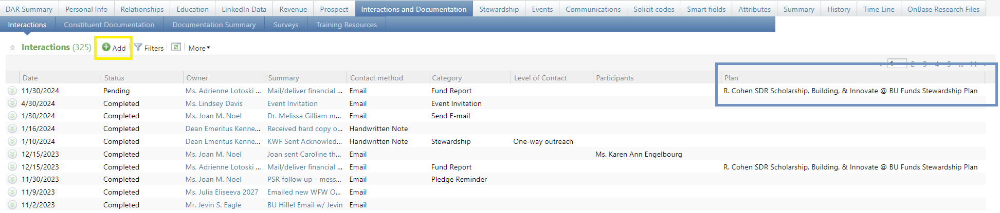 DAR Summary Personal Info Relationships Education LinkedIn Data Revenue Prospect Interactions and Documentation Stewardship Events Communications Solicit codes Smart fields Attributes Summary History Time Line OnBase Research Files
Interactions Constituent Documentation Documentation Summary Surveys Training Resources
Interactions (325) Add Filters More
1 2 3 4 5 ... 11
Date Status Owner Summary Contact method Category Level of Contact Participants Plan
11/30/2024 Pending Ms. Adrienne Lotoski ... Mail/deliver financial ... Email Fund Report R. Cohen SDR Scholarship, Building, & Innovate @ BU Funds Stewardship Plan
4/30/2024 Completed Ms. Lindsey Davis Event Invitation Email Event Invitation
1/30/2024 Completed Ms. Joan M. Noel Dr. Melissa Gilliam m... Email Send E-mail
1/16/2024 Completed Dean Emeritus Kenne... Received hard copy o... Handwritten Note
1/10/2024 Completed Dean Emeritus Kenne... KWF Sent Acknowled... Handwritten Note Stewardship One-way outreach
12/15/2023 Completed Ms. Joan M. Noel Joan sent Caroline th... Email Ms. Karen Ann Engelbourg
12/15/2023 Completed Ms. Adrienne Lotoski ... Mail/deliver financial ... Email Fund Report R. Cohen SDR Scholarship, Building, & Innovate @ BU Funds Stewardship Plan
11/30/2023 Completed Ms. Joan M. Noel PSR follow up - mess... Email Pledge Reminder
11/9/2023 Completed Ms. Julia Eliseeva 2027 Emailed new WFW O... Email
11/2/2023 Completed Mr. Jevin S. Eagle BU Hillel Email w/ Jevin Email